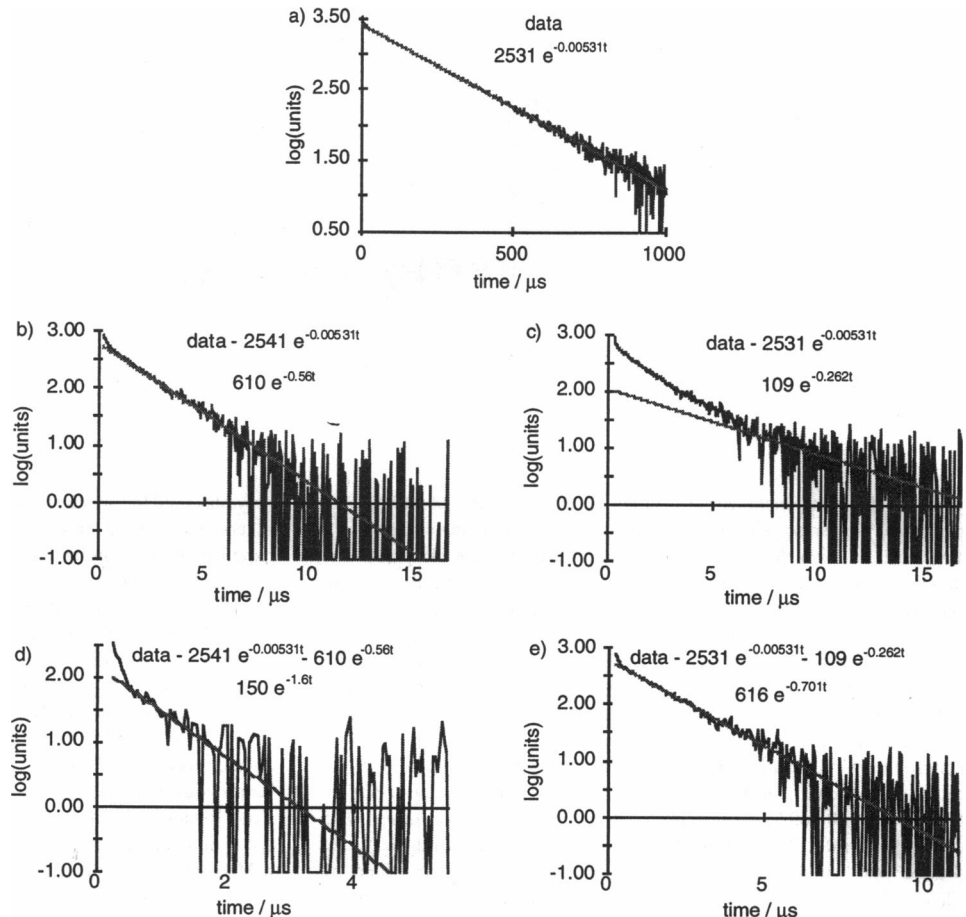 a)
3.50
data
2531 e-0.00531t
2.50
log(units)
1.50
0.50
0
500
1000
time / μs
b)
3.00
data - 2541 e-0.00531t
610 e-0.56t
2.00
log(units)
1.00
0.00
-1.00
0
5
10
15
time / μs
c)
3.00
data - 2531 e-0.00531t
109 e-0.262t
2.00
log(units)
1.00
0.00
-1.00
0
5
10
15
time / μs
d)
data - 2541 e-0.00531t - 610 e-0.56t
2.00
150 e-1.6t
log(units)
1.00
0.00
-1.00
0
2
4
time / μs
e)
3.00
data - 2531 e-0.00531t - 109 e-0.262t
616 e-0.701t
2.00
log(units)
1.00
0.00
-1.00
0
5
10
time / μs